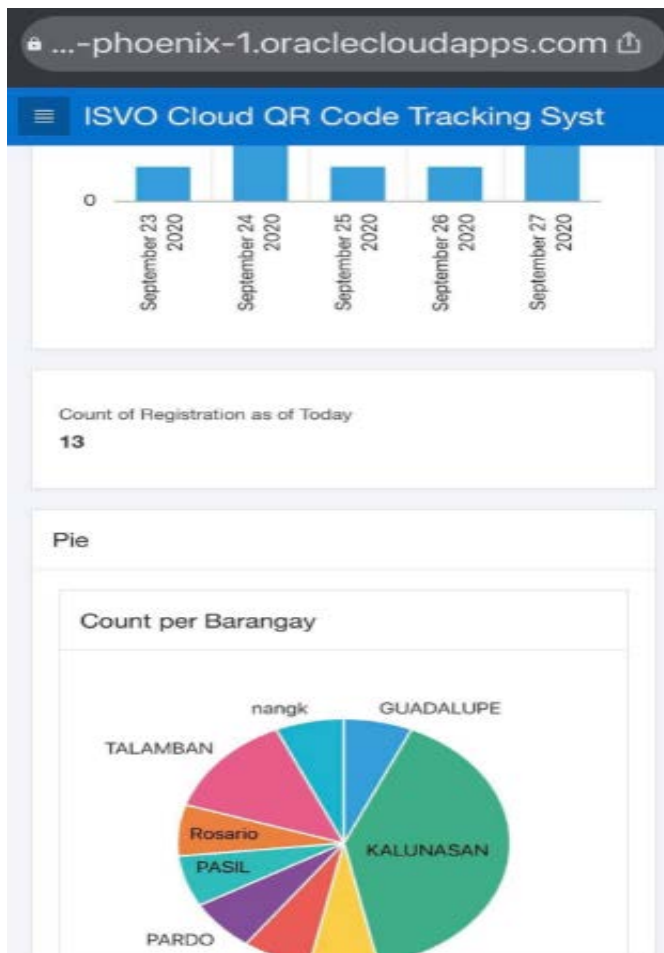 ...-phoenix-1.oraclecloudapps.com
ISVO Cloud QR Code Tracking Syst
0
September 23
2020
September 24
2020
September 25
2020
September 26
2020
September 27
2020
Count of Registration as of Today
13
Pie
Count per Barangay
nangk
GUADALUPE
TALAMBAN
Rosario
KALUNASAN
PASIL
PARDO